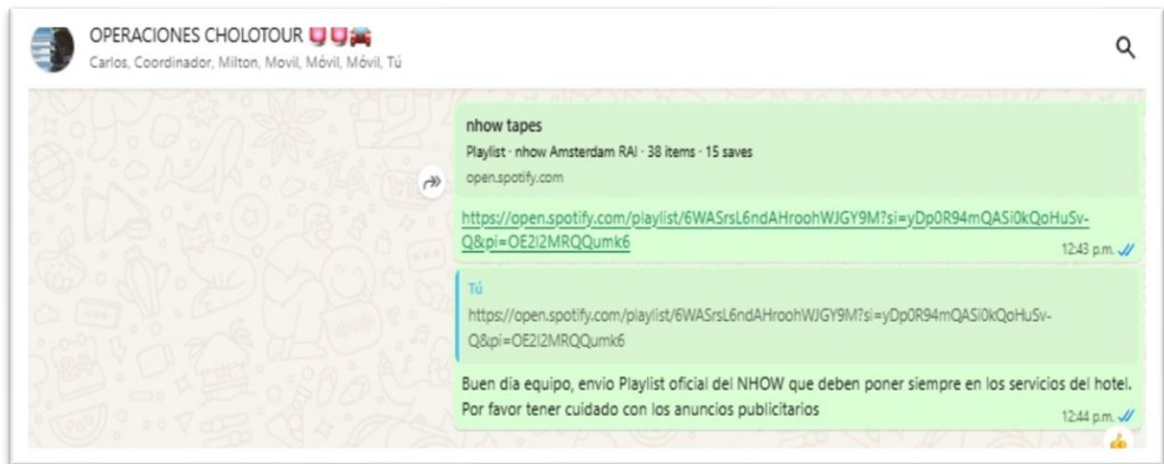 OPERACIONES CHOLOTOUR
Carlos, Coordinador, Milton, Movil, Móvil, Móvil, Tú
nhow tapes
Playlist · nhow Amsterdam RAI · 38 items · 15 saves
open.spotify.com
https://open.spotify.com/playlist/6WASrsL6ndAHroohWJGY9M?si=yDp0R94mQASi0kQoHuSv-
Q&pi=OE2I2MRQQumk6
12:43 p.m.
Tú
https://open.spotify.com/playlist/6WASrsL6ndAHroohWJGY9M?si=yDp0R94mQASi0kQoHuSv-
Q&pi=OE2I2MRQQumk6
Buen dia equipo, envio Playlist oficial del NHOW que deben poner siempre en los servicios del hotel.
Por favor tener cuidado con los anuncios publicitarios
12:44 p.m.